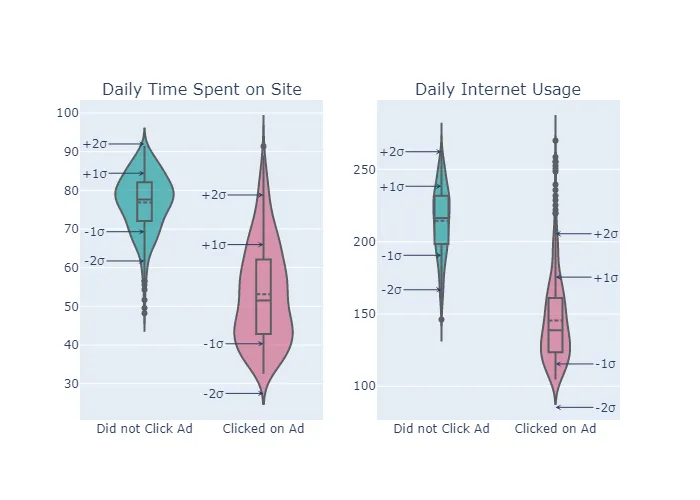 Daily Time Spent on Site
100
90
80
70
60
50
40
30
+2σ
+1σ
-1σ
-2σ
+2σ
+1σ
-1σ
-2σ
Did not Click Ad
Clicked on Ad
Daily Internet Usage
250
200
150
100
+2σ
+1σ
-1σ
-2σ
+2σ
+1σ
-1σ
-2σ
Did not Click Ad
Clicked on Ad